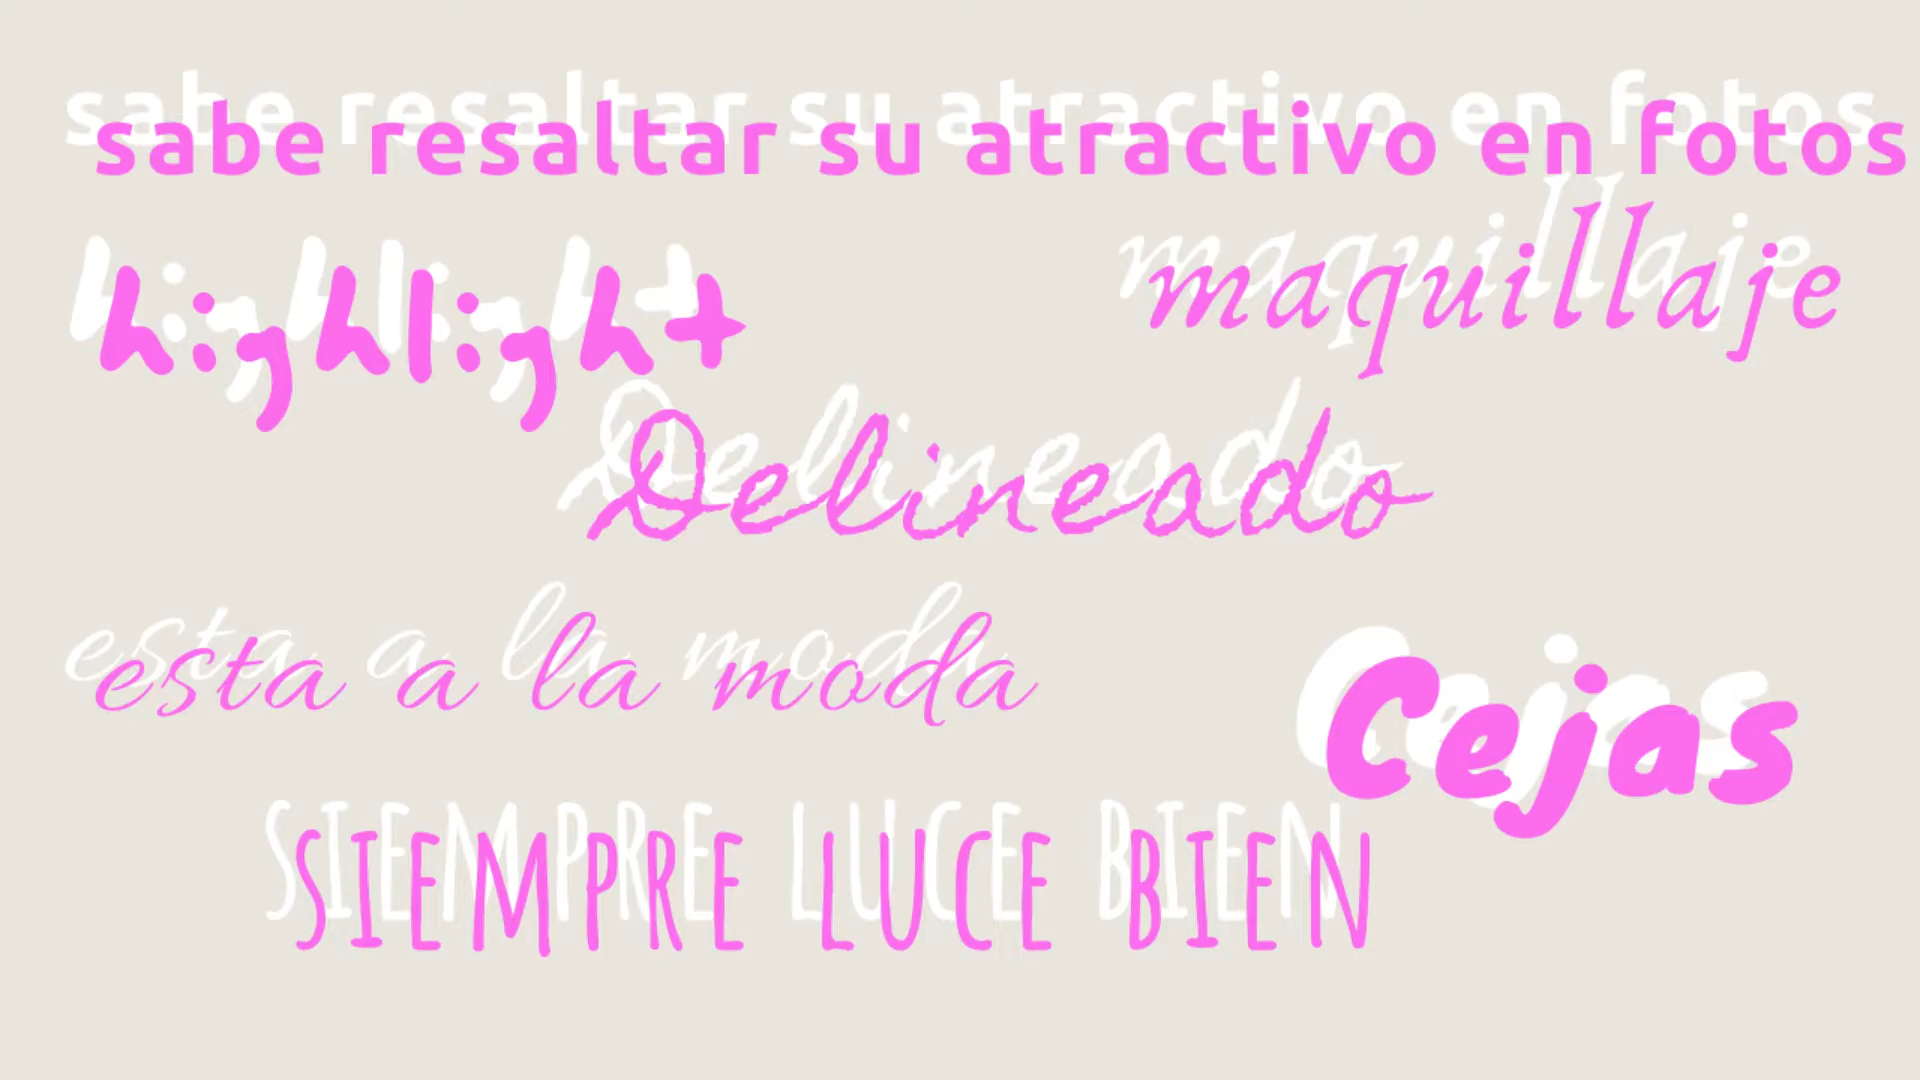 sabe resaltar su atractivo en fotos
highlight
maquillaje
Delineado
esta a la moda
Cejas
SIEMPRE LUCE BIEN